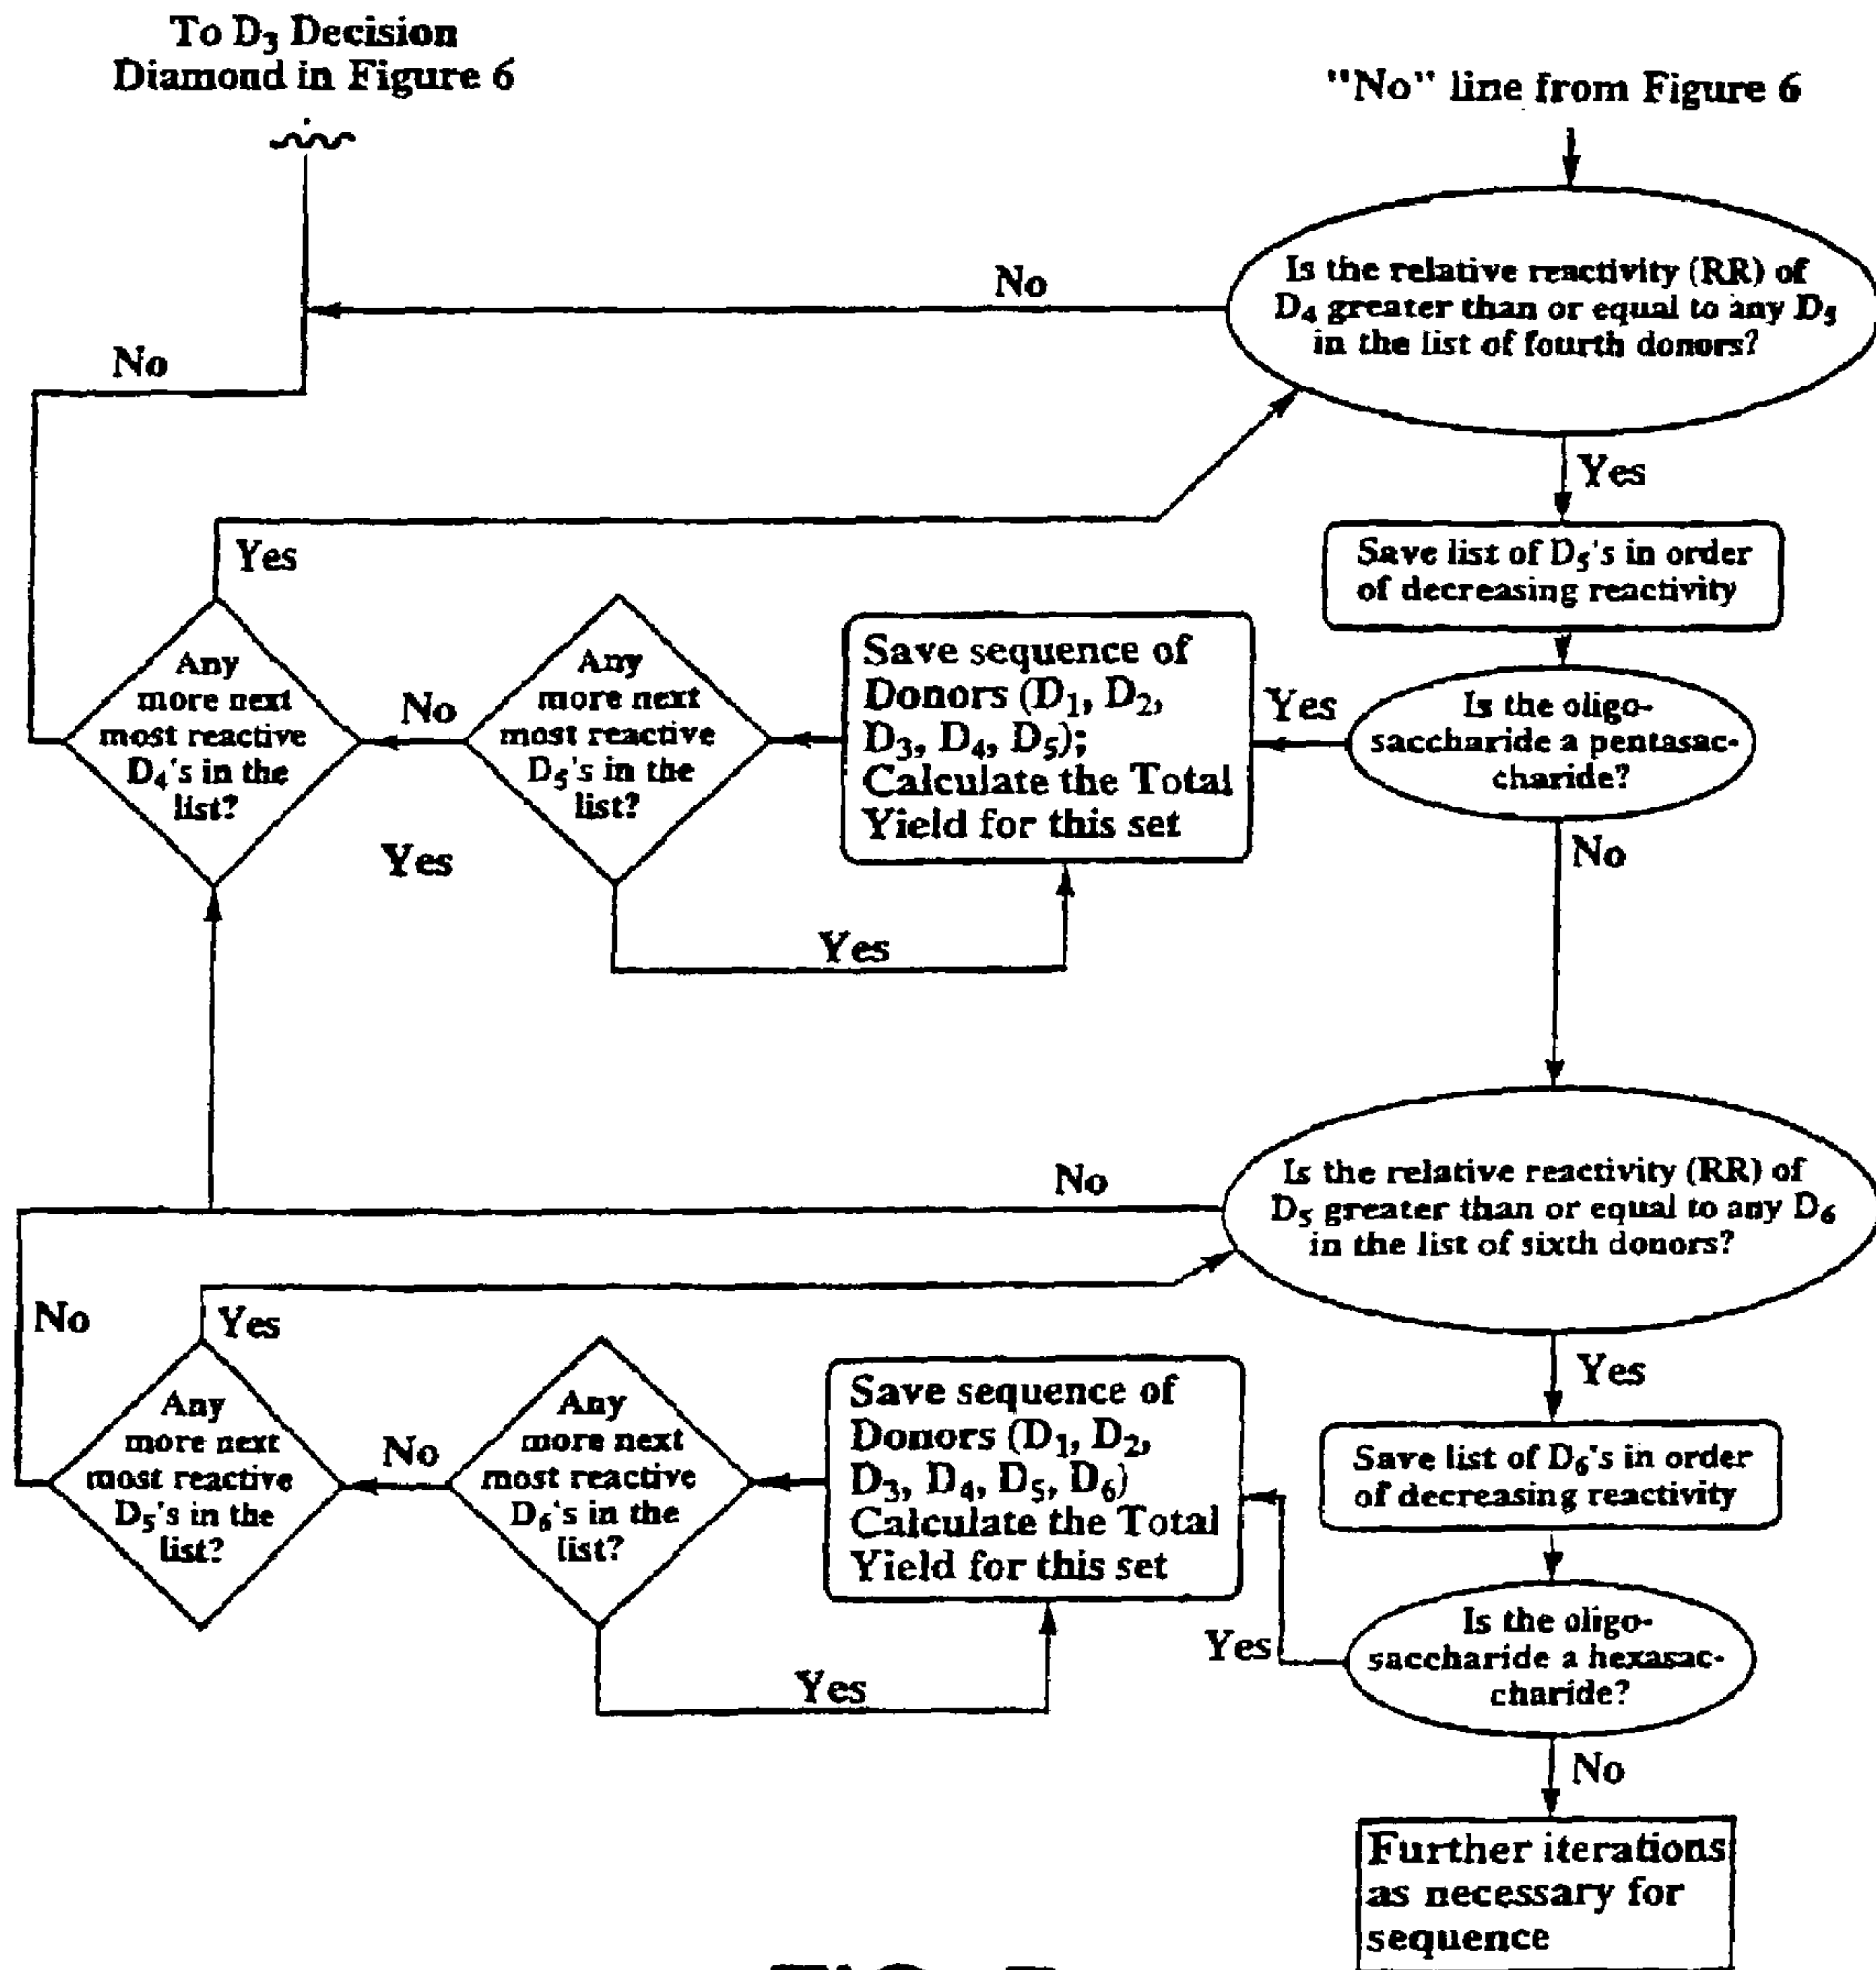 To D₃ Decision
Diamond in Figure 6
"No" line from Figure 6
Is the relative reactivity (RR) of
D₄ greater than or equal to any D₅
in the list of fourth donors?
No
No
Yes
Save list of D₅'s in order
of decreasing reactivity
Yes
Any
more next
most reactive
D₄'s in the
list?
No
Any
more next
most reactive
D₅'s in the
list?
Save sequence of
Donors (D₁, D₂,
D₃, D₄, D₅);
Calculate the Total
Yield for this set
Yes
Is the oligo-
saccharide a pentasac-
charide?
Yes
Yes
No
No
Is the relative reactivity (RR) of
D₅ greater than or equal to any D₆
in the list of sixth donors?
No
Yes
Yes
Any
more next
most reactive
D₅'s in the
list?
No
Any
more next
most reactive
D₆'s in the
list?
Save sequence of
Donors (D₁, D₂,
D₃, D₄, D₅, D₆)
Calculate the Total
Yield for this set
Save list of D₆'s in order
of decreasing reactivity
Yes
Is the oligo-
saccharide a hexasac-
charide?
Yes
No
Further iterations
as necessary for
sequence